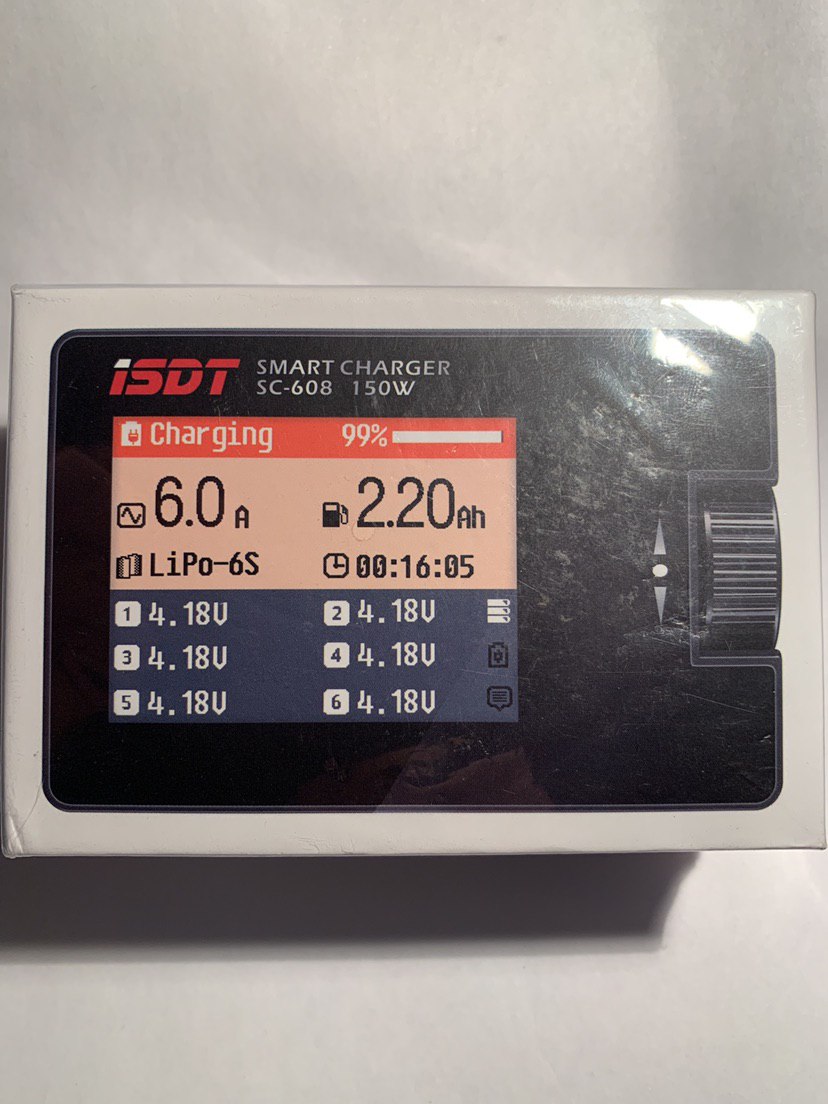 iSDT SMART CHARGER
SC-608 150W
Charging 99%
6.0 A 2.20Ah
LiPo-6S 00:16:05
1 4.18V 2 4.18V
3 4.18V 4 4.18V
5 4.18V 6 4.18V